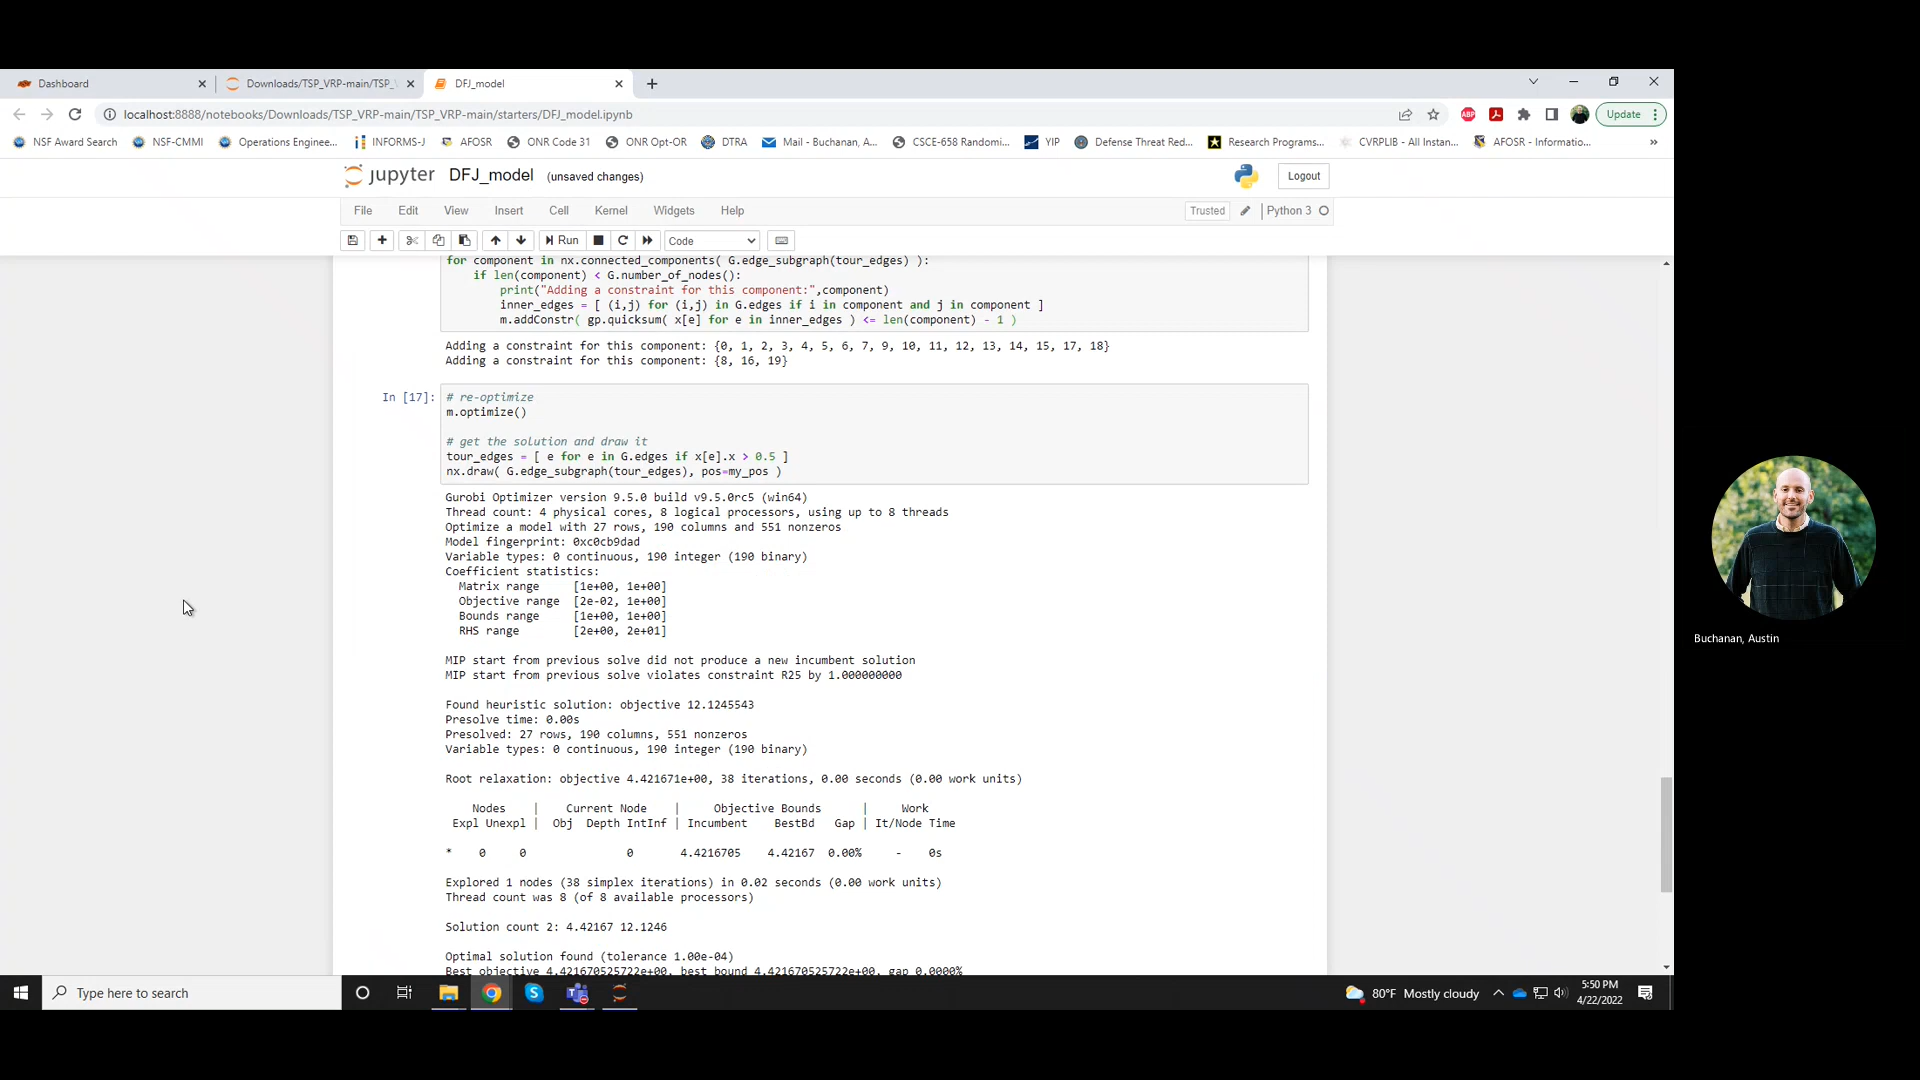 Dashboard
Downloads/TSP_VRP-main/TSP_
DFJ_model
localhost:8888/notebooks/Downloads/TSP_VRP-main/TSP_VRP-main/starters/DFJ_model.ipynb
ABP
Update
NSF Award Search
NSF-CMMI
Operations Enginee...
INFORMS-J
AFOSR
ONR Code 31
ONR Opt-OR
DTRA
Mail - Buchanan, A...
CSCE-658 Randomi...
YIP
Defense Threat Red...
Research Programs...
CVRPLIB - All Instan...
AFOSR - Informatio...
jupyter DFJ_model (unsaved changes)
Logout
File Edit View Insert Cell Kernel Widgets Help
Trusted
Python 3
Run
Code
for component in nx.connected_components( G.edge_subgraph(tour_edges) ):
if len(component) < G.number_of_nodes():
print("Adding a constraint for this component:",component)
inner_edges = [ (i,j) for (i,j) in G.edges if i in component and j in component ]
m.addConstr( gp.quicksum( x[e] for e in inner_edges ) <= len(component) - 1 )
Adding a constraint for this component: {0, 1, 2, 3, 4, 5, 6, 7, 9, 10, 11, 12, 13, 14, 15, 17, 18}
Adding a constraint for this component: {8, 16, 19}
In [17]:
# re-optimize
m.optimize()
# get the solution and draw it
tour_edges = [ e for e in G.edges if x[e].x > 0.5 ]
nx.draw( G.edge_subgraph(tour_edges), pos=my_pos )
Gurobi Optimizer version 9.5.0 build v9.5.0rc5 (win64)
Thread count: 4 physical cores, 8 logical processors, using up to 8 threads
Optimize a model with 27 rows, 190 columns and 551 nonzeros
Model fingerprint: 0xc0cb9dad
Variable types: 0 continuous, 190 integer (190 binary)
Coefficient statistics:
Matrix range [1e+00, 1e+00]
Objective range [2e-02, 1e+00]
Bounds range [1e+00, 1e+00]
RHS range [2e+00, 2e+01]
MIP start from previous solve did not produce a new incumbent solution
MIP start from previous solve violates constraint R25 by 1.000000000
Found heuristic solution: objective 12.1245543
Presolve time: 0.00s
Presolved: 27 rows, 190 columns, 551 nonzeros
Variable types: 0 continuous, 190 integer (190 binary)
Root relaxation: objective 4.421671e+00, 38 iterations, 0.00 seconds (0.00 work units)
Nodes | Current Node | Objective Bounds | Work
Expl Unexpl | Obj Depth IntInf | Incumbent BestBd Gap | It/Node Time
* 0 0 0 4.4216705 4.42167 0.00% - 0s
Explored 1 nodes (38 simplex iterations) in 0.02 seconds (0.00 work units)
Thread count was 8 (of 8 available processors)
Solution count 2: 4.42167 12.1246
Optimal solution found (tolerance 1.00e-04)
Best objective 4.421670525722e+00, best bound 4.421670525722e+00, gap 0.0000%
Buchanan, Austin
Type here to search
80°F Mostly cloudy
5:50 PM
4/22/2022